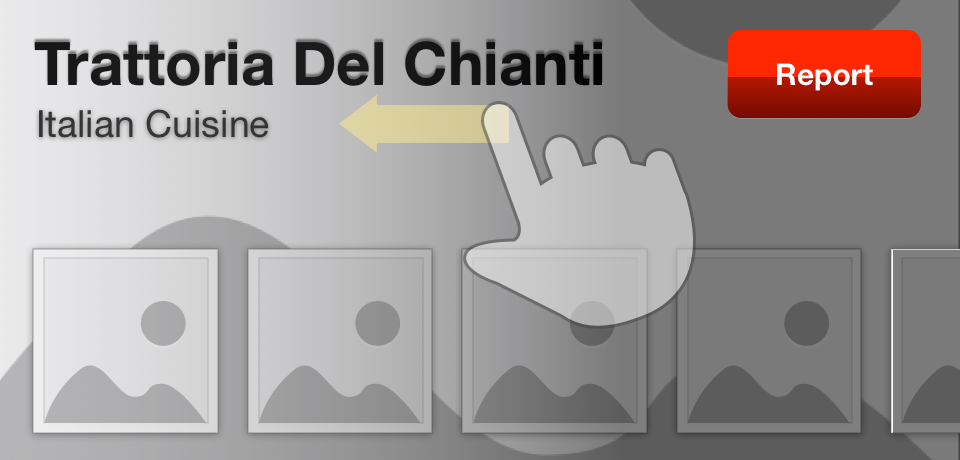 Trattoria Del Chianti
Italian Cuisine
Report